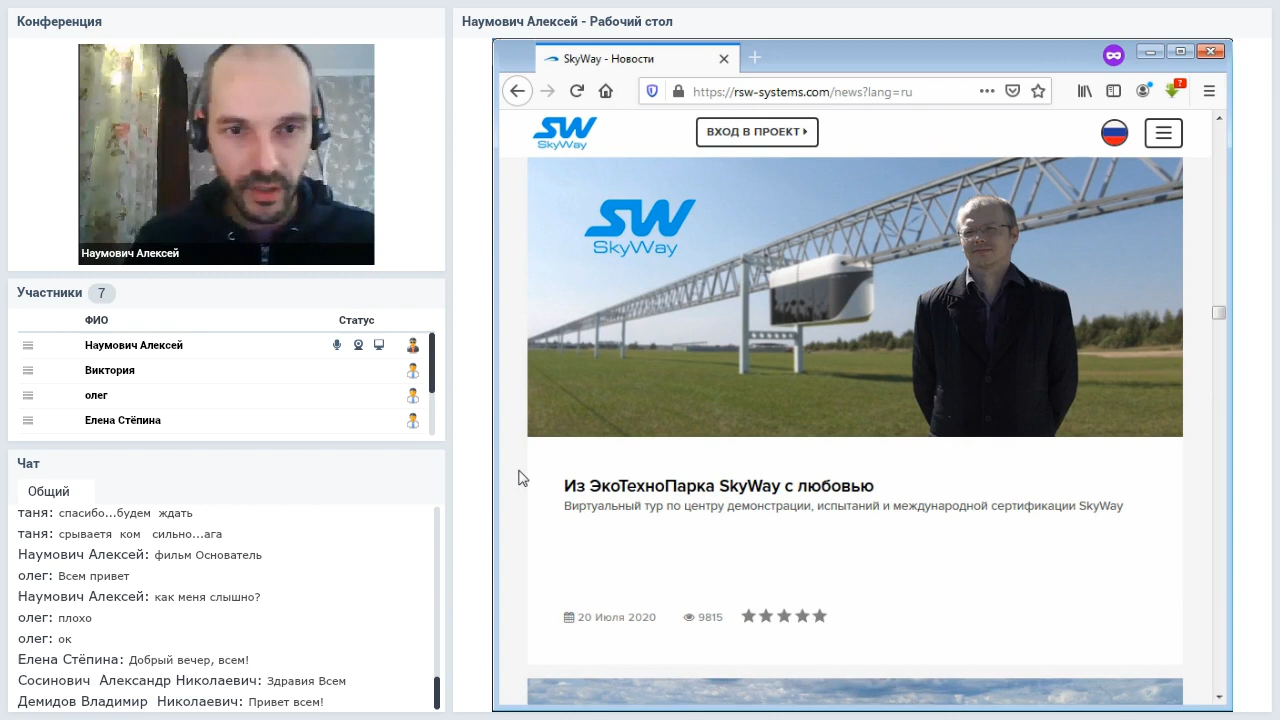 Конференция
Наумович Алексей
Участники 7
ФИО Статус
Наумович Алексей
Виктория
олег
Елена Стёпина
Чат
Общий
таня: спасибо...будем ждать
таня: срываетя ком сильно...ага
Наумович Алексей: фильм Основатель
олег: Всем привет
Наумович Алексей: как меня слышно?
олег: плохо
олег: ок
Елена Стёпина: Добрый вечер, всем!
Сосинович Александр Николаевич: Здравия Всем
Демидов Владимир Николаевич: Привет всем!
Наумович Алексей - Рабочий стол
SkyWay - Новости
https://rsw-systems.com/news?lang=ru
?
SW
SkyWay
ВХОД В ПРОЕКТ
SW
SkyWay
Из ЭкоТехноПарка SkyWay с любовью
Виртуальный тур по центру демонстрации, испытаний и международной сертификации SkyWay
20 Июля 2020 9815